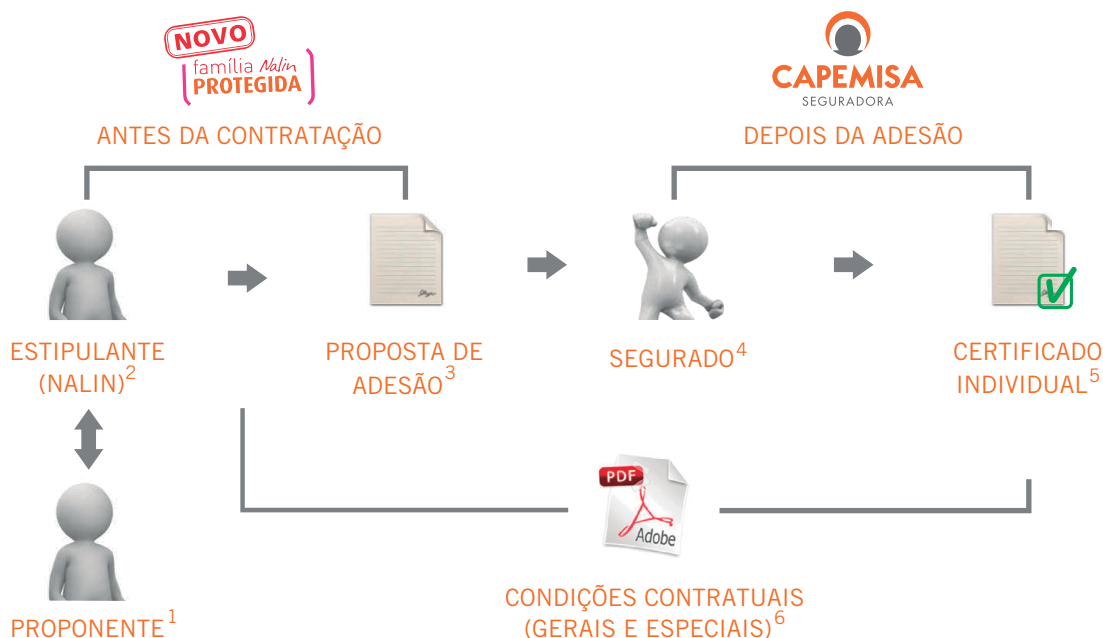 NOVO
família Nalin
PROTEGIDA
CAPEMISA
SEGURADORA
ANTES DA CONTRATAÇÃO
DEPOIS DA ADESÃO
ESTIPULANTE
(NALIN)2
PROPOSTA DE
ADESÃO3
SEGURADO4
CERTIFICADO
INDIVIDUAL5
PDF
Adobe
PROPONENTE1
CONDIÇÕES CONTRATUAIS
(GERAIS E ESPECIAIS)6